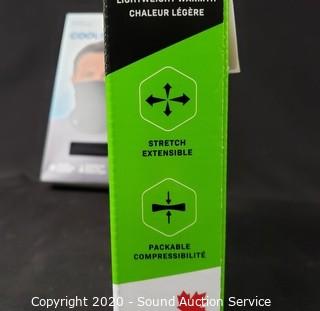 LIGHTWEIGHT WARMTH
CHALEUR LÉGÈRE
COOL
STRETCH
EXTENSIBLE
PACKABLE
COMPRESSIBILITÉ
Copyright 2020 - Sound Auction Service